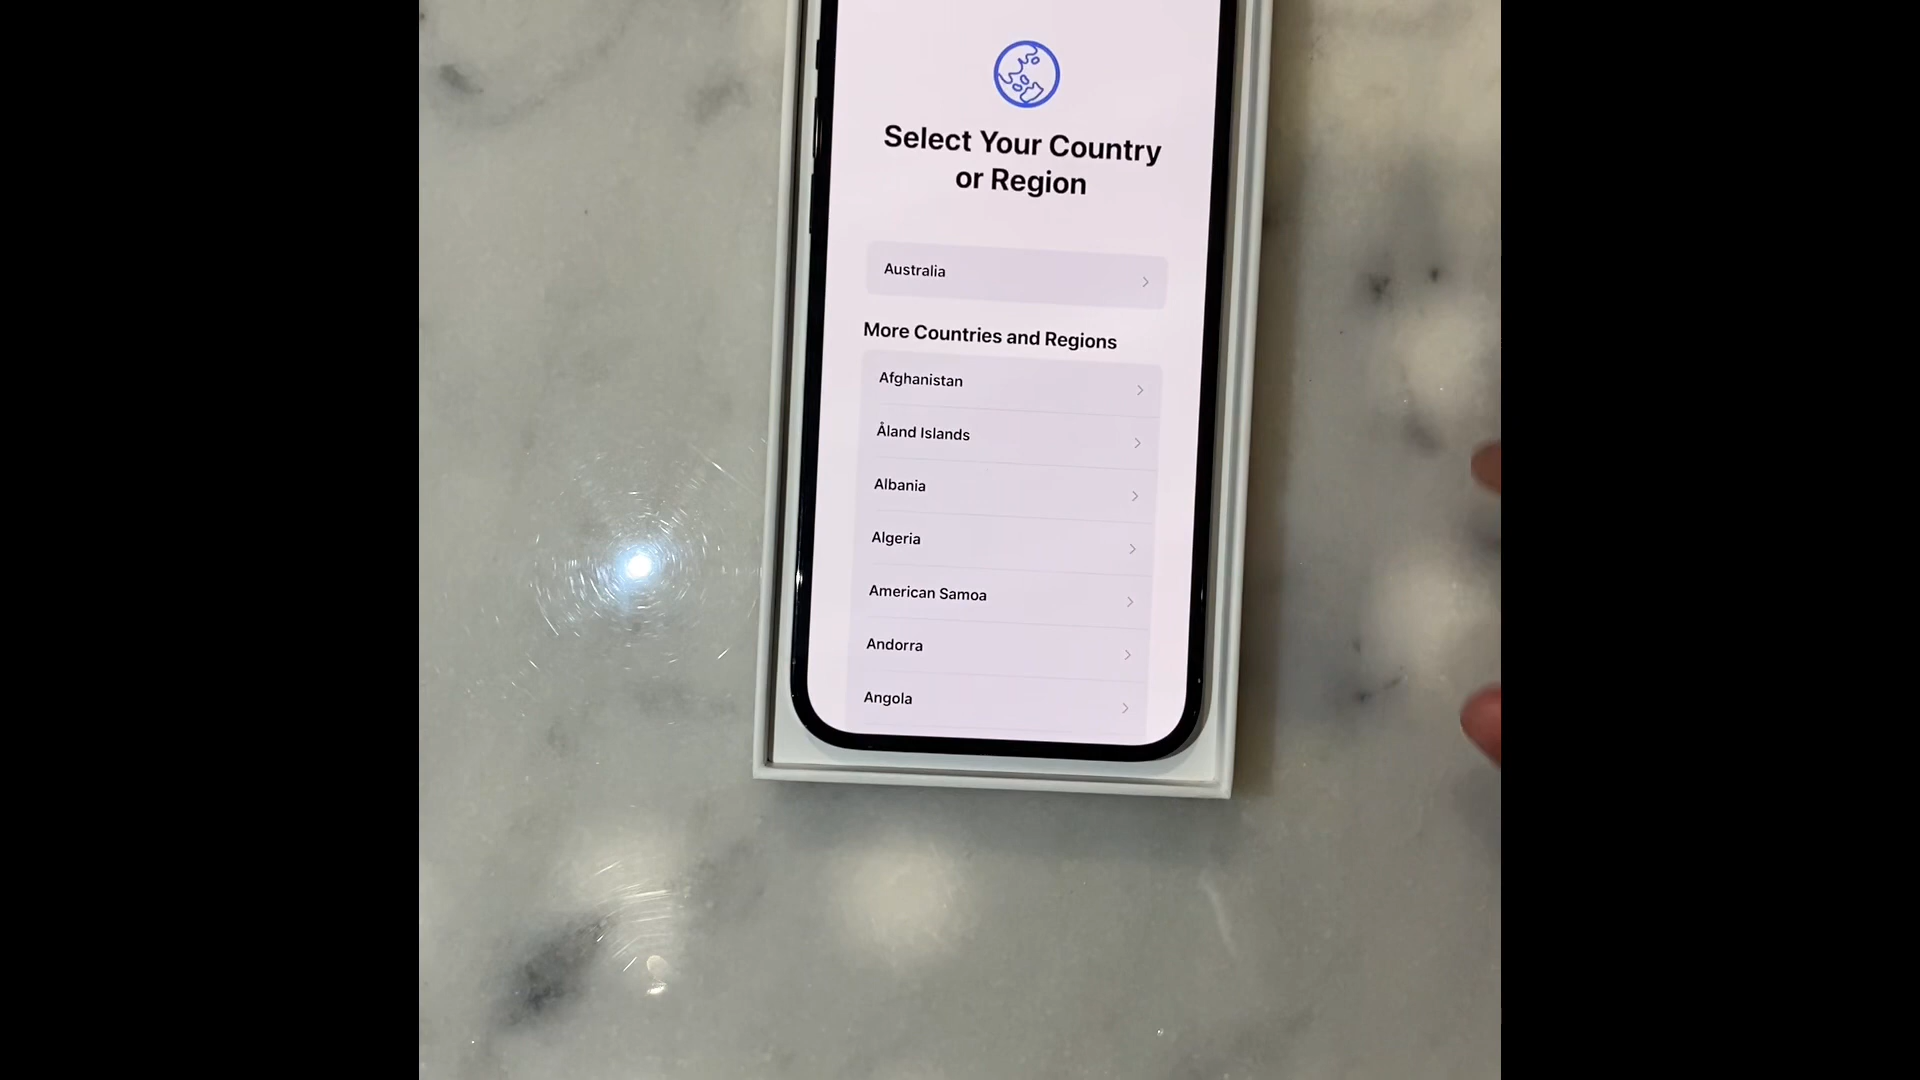 Select Your Country
or Region
Australia
More Countries and Regions
Afghanistan
Åland Islands
Albania
Algeria
American Samoa
Andorra
Angola